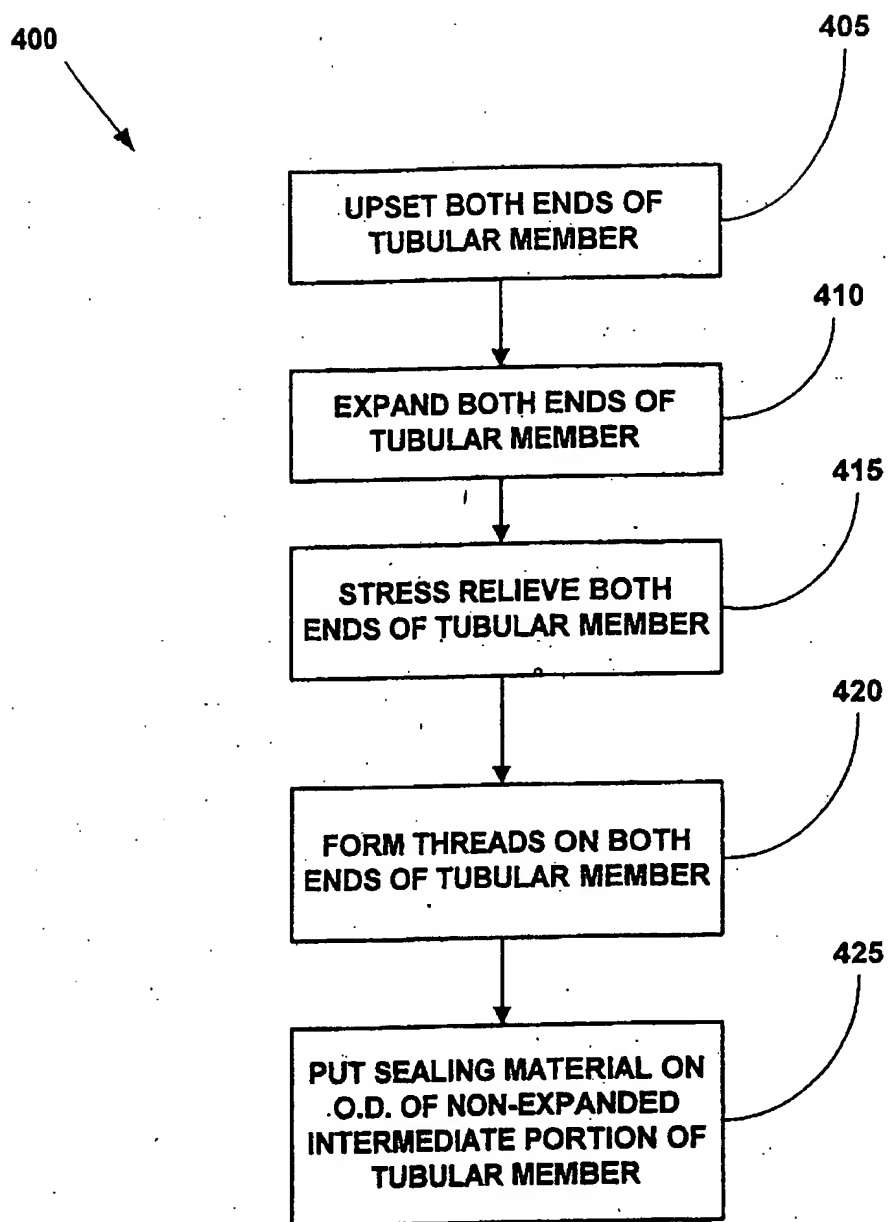 400
405
UPSET BOTH ENDS OF
TUBULAR MEMBER
410
EXPAND BOTH ENDS OF
TUBULAR MEMBER
415
STRESS RELIEVE BOTH
ENDS OF TUBULAR MEMBER
420
FORM THREADS ON BOTH
ENDS OF TUBULAR MEMBER
425
PUT SEALING MATERIAL ON
O.D. OF NON-EXPANDED
INTERMEDIATE PORTION OF
TUBULAR MEMBER